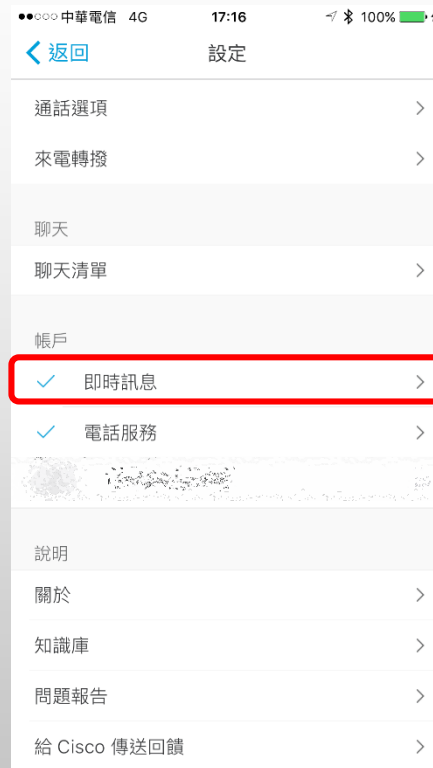 中華電信 4G 17:16 100%
返回 設定
通話選項
來電轉撥
聊天
聊天清單
帳戶
即時訊息
電話服務
說明
關於
知識庫
問題報告
給 Cisco 傳送回饋